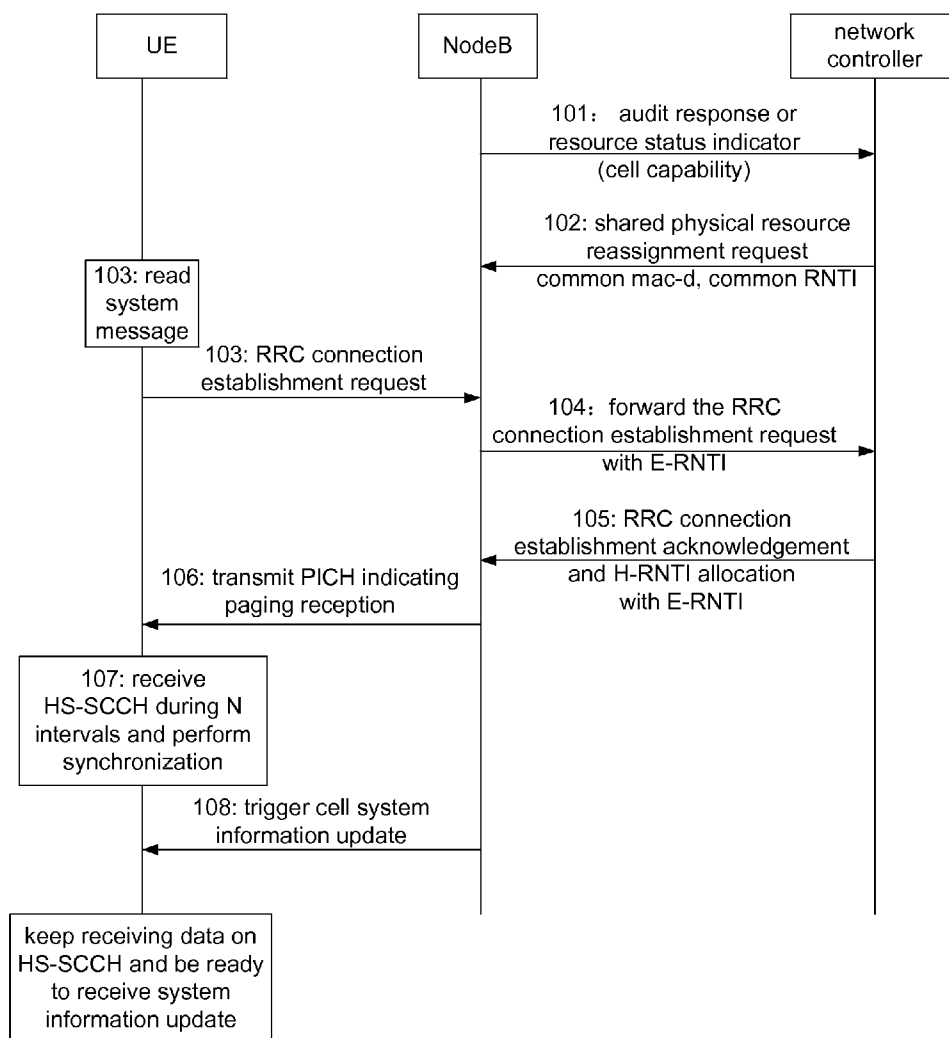 UE
NodeB
network
controller
101： audit response or
resource status indicator
(cell capability)
102: shared physical resource
reassignment request
common mac-d, common RNTI
103: read
system
message
103: RRC connection
establishment request
104：forward the RRC
connection establishment request
with E-RNTI
105: RRC connection
establishment acknowledgement
and H-RNTI allocation
with E-RNTI
106: transmit PICH indicating
paging reception
107: receive
HS-SCCH during N
intervals and perform
synchronization
108: trigger cell system
information update
keep receiving data on
HS-SCCH and be ready
to receive system
information update